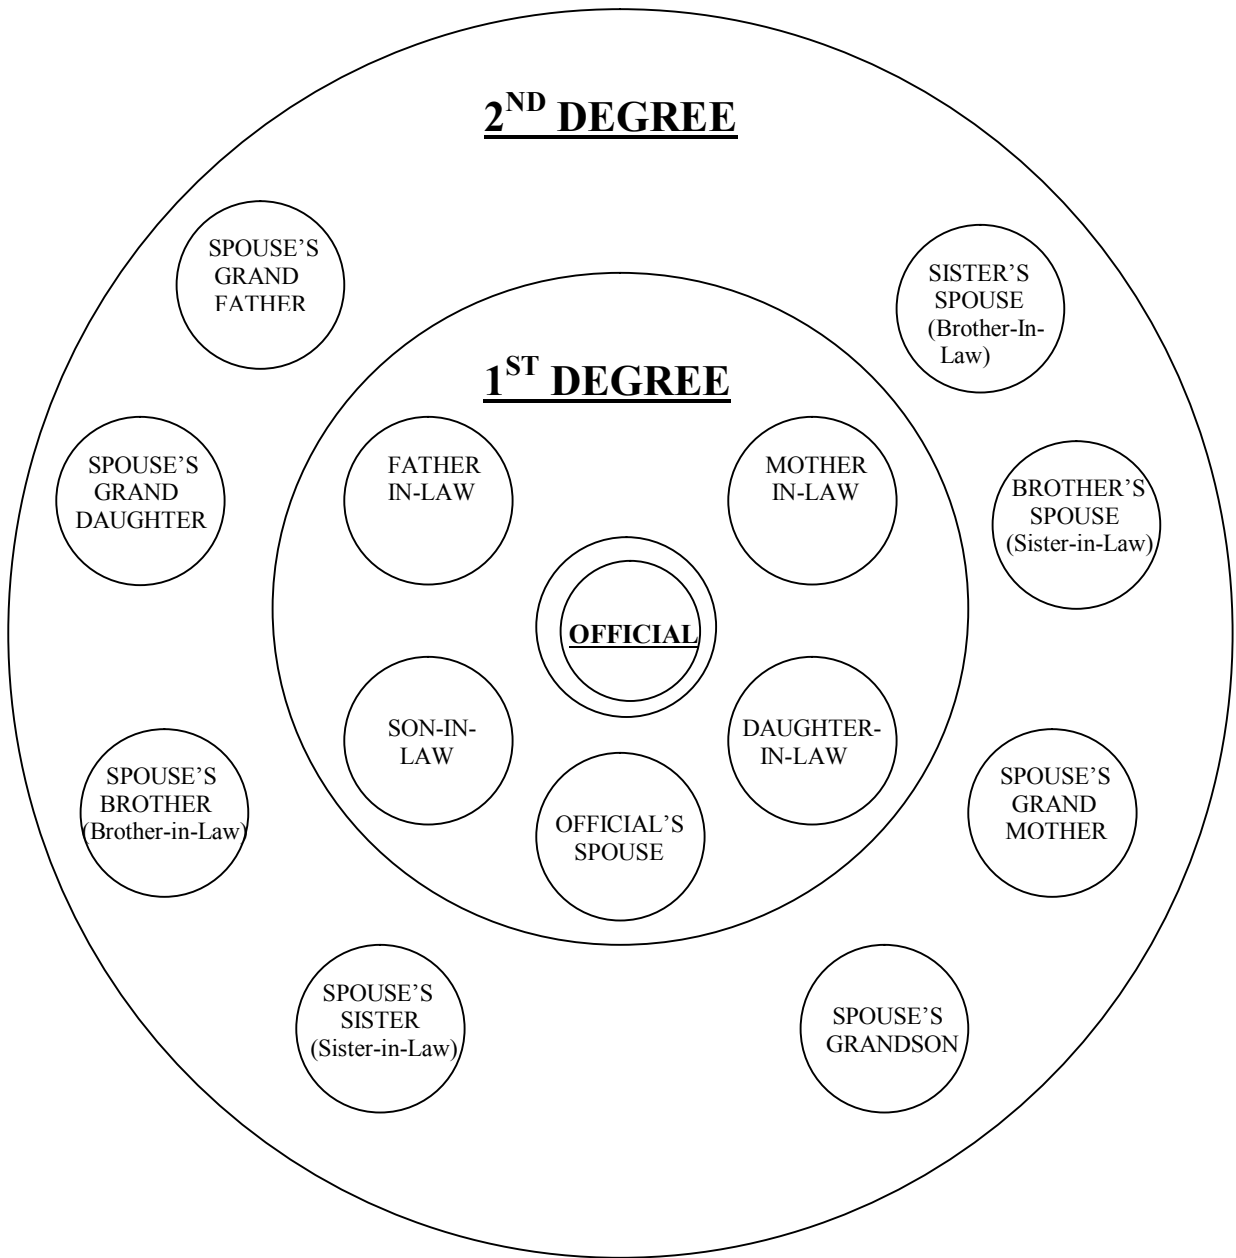 2ND DEGREE
SPOUSE'S
GRAND
FATHER
SISTER'S
SPOUSE
(Brother-In-
Law)
1ST DEGREE
SPOUSE'S
GRAND
DAUGHTER
FATHER
IN-LAW
MOTHER
IN-LAW
BROTHER'S
SPOUSE
(Sister-in-Law)
OFFICIAL
SON-IN-
LAW
DAUGHTER-
IN-LAW
SPOUSE'S
BROTHER
(Brother-in-Law)
OFFICIAL'S
SPOUSE
SPOUSE'S
GRAND
MOTHER
SPOUSE'S
SISTER
(Sister-in-Law)
SPOUSE'S
GRANDSON